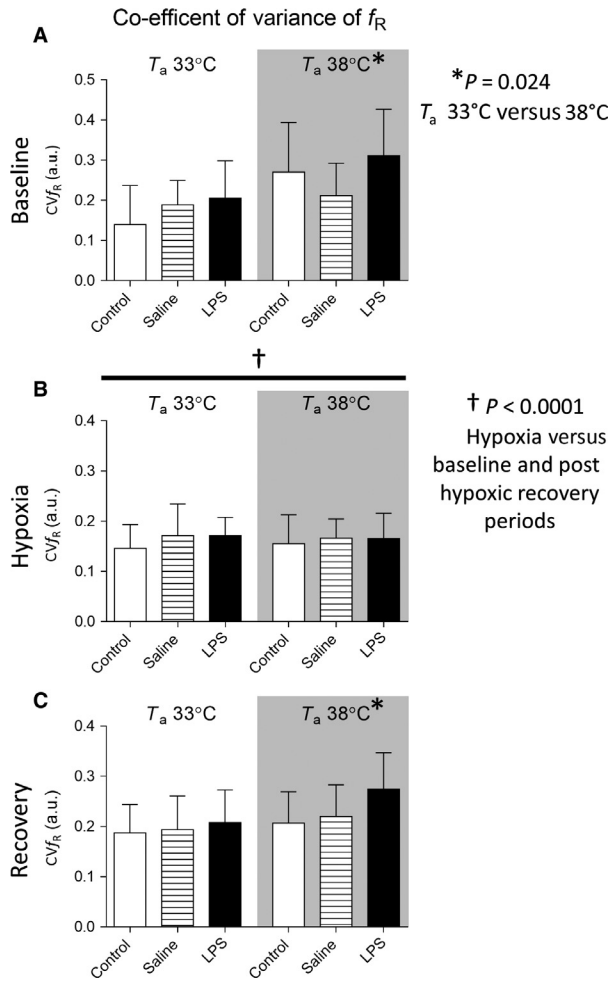 Co-efficent of variance of fR
A
Ta 33°C
Ta 38°C*
*P = 0.024
Ta 33°C versus 38°C
Baseline
CVfR (a.u.)
0.5
0.4
0.3
0.2
0.1
0.0
Control
Saline
LPS
Control
Saline
LPS
†
B
Ta 33°C
Ta 38°C
† P < 0.0001
Hypoxia versus
baseline and post
hypoxic recovery
periods
Hypoxia
CVfR (a.u.)
0.4
0.3
0.2
0.1
0.0
Control
Saline
LPS
Control
Saline
LPS
C
Ta 33°C
Ta 38°C*
Recovery
CVfR (a.u.)
0.4
0.3
0.2
0.1
0.0
Control
Saline
LPS
Control
Saline
LPS